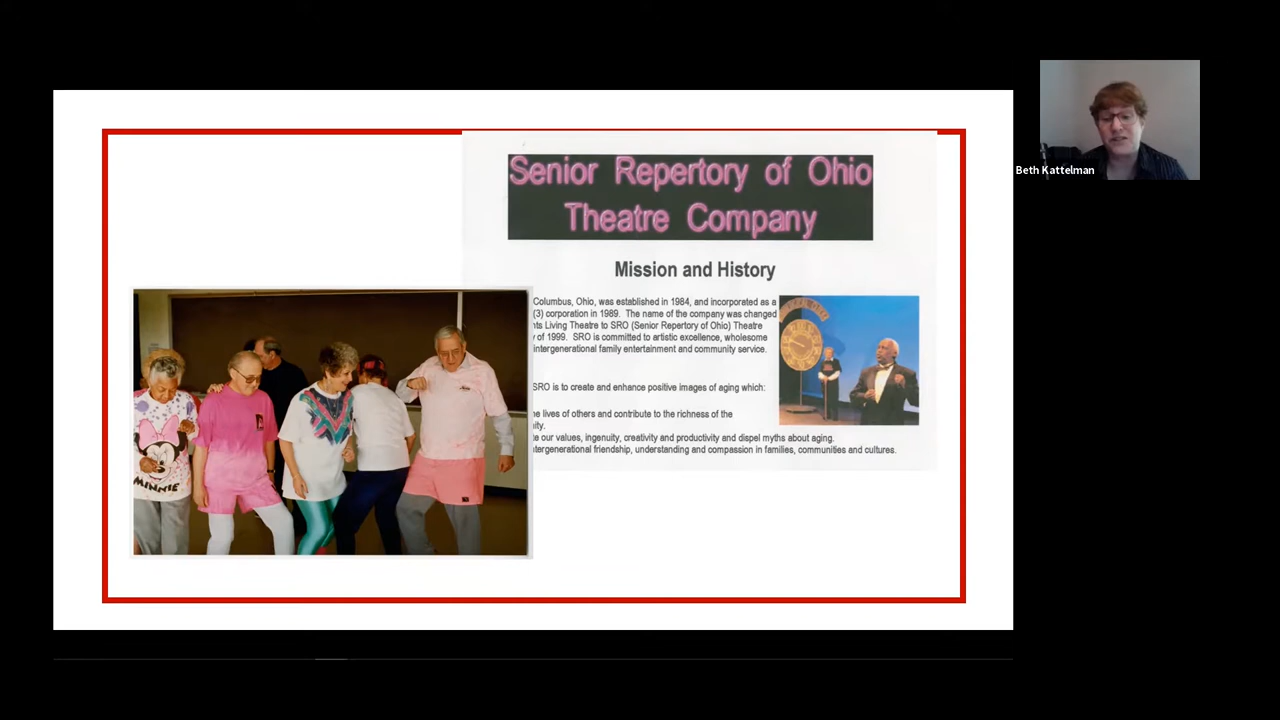 Senior Repertory of Ohio
Theatre Company
Mission and History
Columbus, Ohio, was established in 1984, and incorporated as a
(3) corporation in 1989. The name of the company was changed
nts Living Theatre to SRO (Senior Repertory of Ohio) Theatre
y of 1999. SRO is committed to artistic excellence, wholesome
intergenerational family entertainment and community service.
SRO is to create and enhance positive images of aging which:
he lives of others and contribute to the richness of the
ity.
te our values, ingenuity, creativity and productivity and dispel myths about aging.
ntergenerational friendship, understanding and compassion in families, communities and cultures.
MINNIE
Beth Kattelman